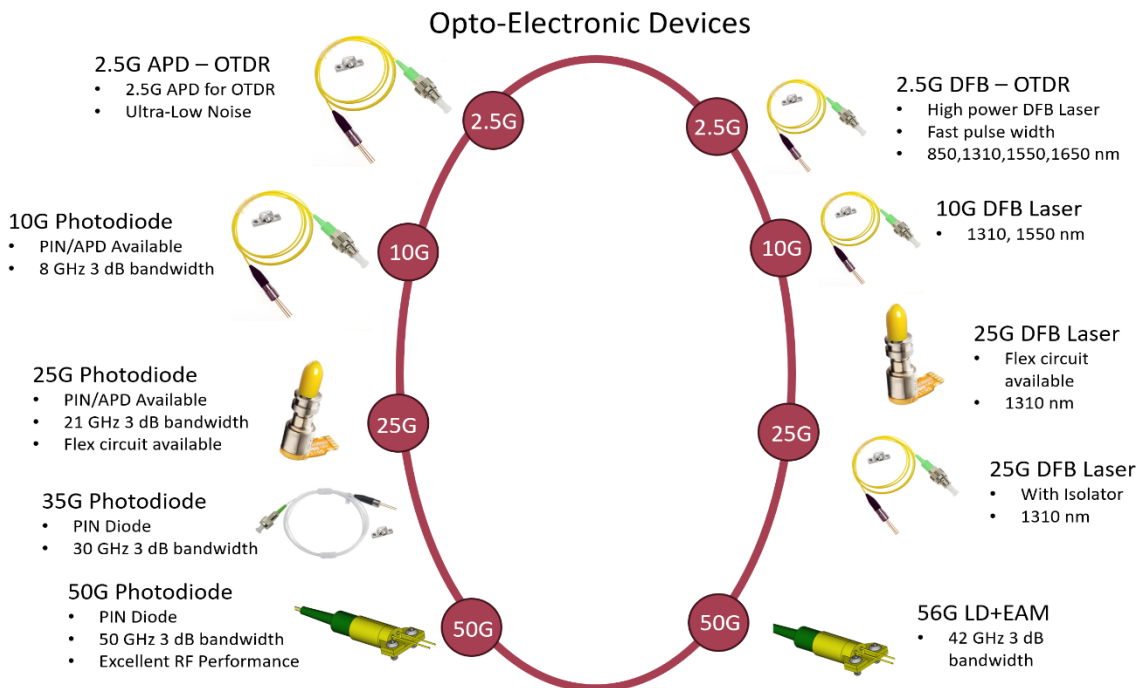 Opto-Electronic Devices
2.5G APD – OTDR
• 2.5G APD for OTDR
• Ultra-Low Noise
10G Photodiode
• PIN/APD Available
• 8 GHz 3 dB bandwidth
25G Photodiode
• PIN/APD Available
• 21 GHz 3 dB bandwidth
• Flex circuit available
35G Photodiode
• PIN Diode
• 30 GHz 3 dB bandwidth
50G Photodiode
• PIN Diode
• 50 GHz 3 dB bandwidth
• Excellent RF Performance
2.5G
10G
25G
50G
2.5G
10G
25G
50G
2.5G DFB – OTDR
• High power DFB Laser
• Fast pulse width
• 850,1310,1550,1650 nm
10G DFB Laser
• 1310, 1550 nm
25G DFB Laser
• Flex circuit
available
• 1310 nm
25G DFB Laser
• With Isolator
• 1310 nm
56G LD+EAM
• 42 GHz 3 dB
bandwidth